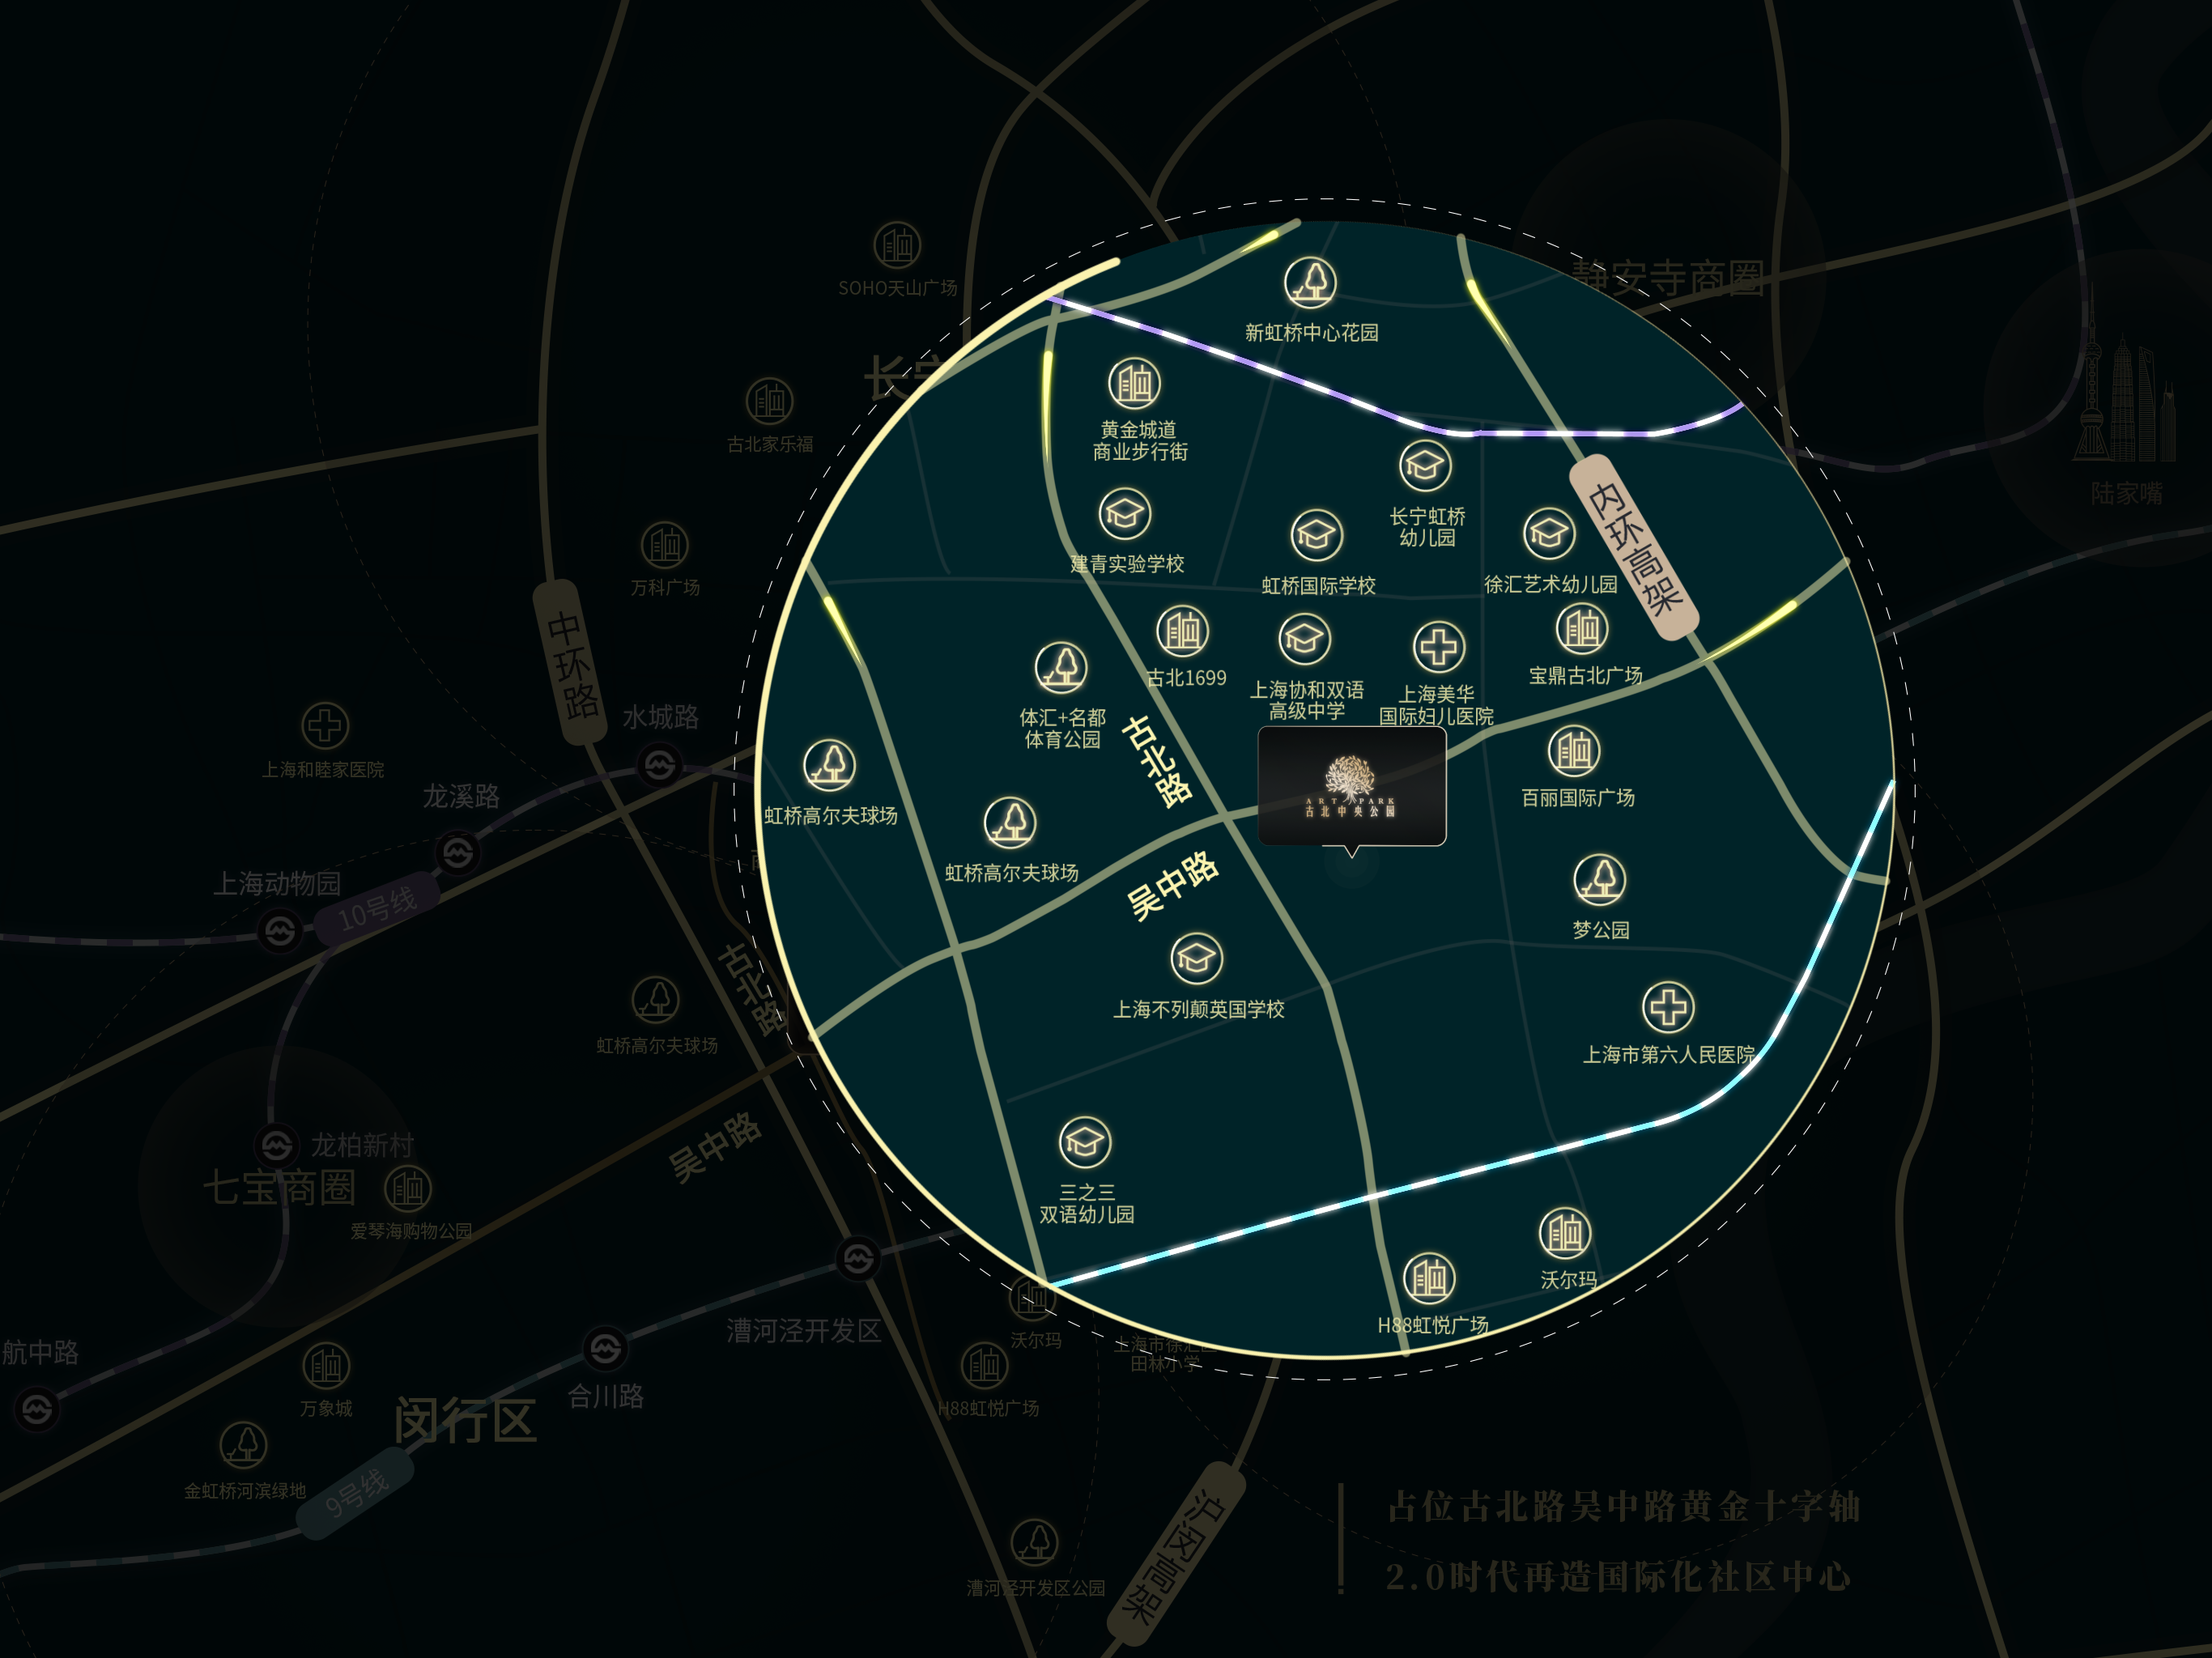 SOHO天山广场
静安寺商圈
新虹桥中心花园
长宁
古北家乐福
黄金城道
商业步行街
陆家嘴
长宁虹桥
幼儿园
内环高架
建青实验学校
虹桥国际学校
徐汇艺术幼儿园
万科广场
中环路
古北1699
宝鼎古北广场
上海协和双语
高级中学
上海美华
国际妇儿医院
体汇+名都
体育公园
水城路
上海和睦家医院
龙溪路
古北路
ART PARK
古北中央公园
百丽国际广场
虹桥高尔夫球场
虹桥高尔夫球场
上海动物园
10号线
吴中路
梦公园
古北路
上海不列颠英国学校
虹桥高尔夫球场
上海市第六人民医院
龙柏新村
吴中路
七宝商圈
爱琴海购物公园
三之三
双语幼儿园
沃尔玛
H88虹悦广场
漕河泾开发区
沃尔玛
上海市徐汇区
田林小学
航中路
合川路
万象城
H88虹悦广场
闵行区
金虹桥河滨绿地
9号线
沪闵高架
漕河泾开发区公园
占位古北路吴中路黄金十字轴
2.0时代再造国际化社区中心